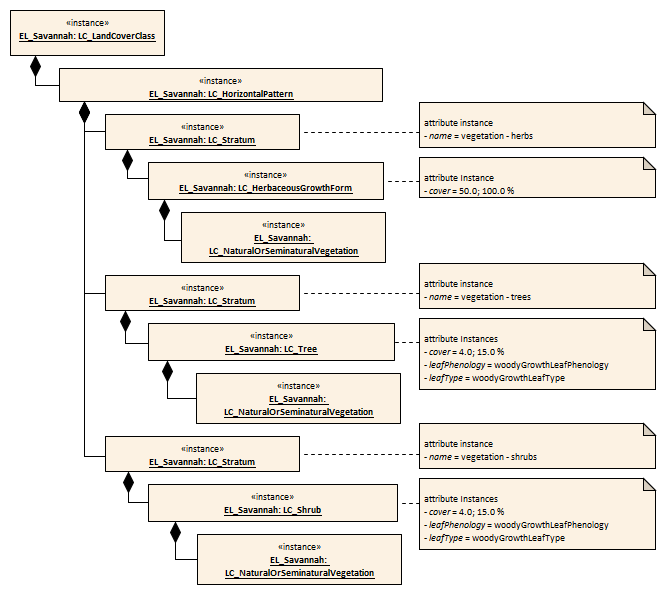 «instance»
EL_Savannah: LC_LandCoverClass
«instance»
EL_Savannah: LC_HorizontalPattern
«instance»
EL_Savannah: LC_Stratum
attribute instance
- name = vegetation - herbs
«instance»
EL_Savannah: LC_HerbaceousGrowthForm
attribute Instance
- cover = 50.0; 100.0 %
«instance»
EL_Savannah:
LC_NaturalOrSeminaturalVegetation
«instance»
EL_Savannah: LC_Stratum
attribute instance
- name = vegetation - trees
«instance»
EL_Savannah: LC_Tree
attribute Instances
- cover = 4.0; 15.0 %
- leafPhenology = woodyGrowthLeafPhenology
- leafType = woodyGrowthLeafType
«instance»
EL_Savannah:
LC_NaturalOrSeminaturalVegetation
«instance»
EL_Savannah: LC_Stratum
attribute instance
- name = vegetation - shrubs
«instance»
EL_Savannah: LC_Shrub
attribute Instances
- cover = 4.0; 15.0 %
- leafPhenology = woodyGrowthLeafPhenology
- leafType = woodyGrowthLeafType
«instance»
EL_Savannah:
LC_NaturalOrSeminaturalVegetation